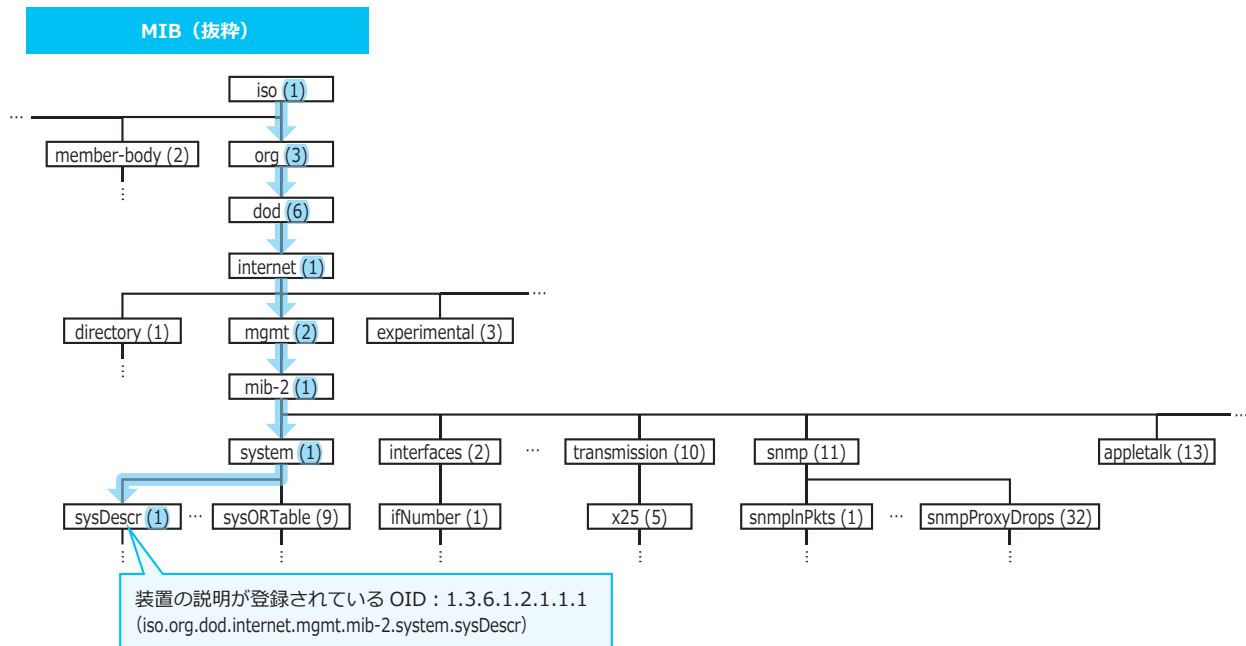 MIB（抜粋）
iso (1)
…
member-body (2)
org (3)
⋮
dod (6)
internet (1)
…
directory (1)
mgmt (2)
experimental (3)
⋮
mib-2 (1)
…
system (1)
interfaces (2)
…
transmission (10)
snmp (11)
appletalk (13)
sysDescr (1)
…
sysORTable (9)
ifNumber (1)
x25 (5)
snmpInPkts (1)
…
snmpProxyDrops (32)
⋮
⋮
⋮
⋮
⋮
⋮
装置の説明が登録されている OID：1.3.6.1.2.1.1.1
（iso.org.dod.internet.mgmt.mib-2.system.sysDescr）